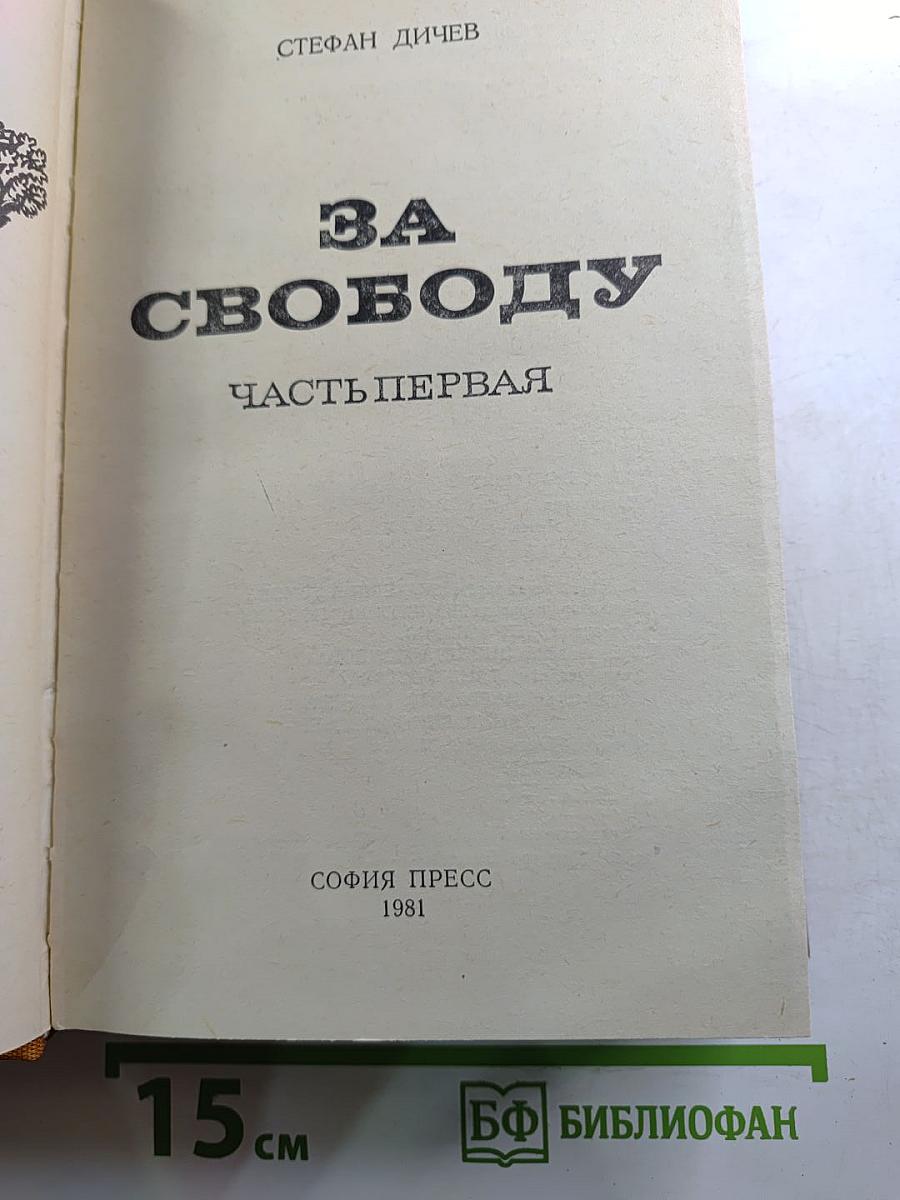 СТЕФАН ДИЧЕВ
ЗА
СВОБОДУ
ЧАСТЬ ПЕРВАЯ
СОФИЯ ПРЕСС
1981
15 см
БФ БИБЛИОФАН